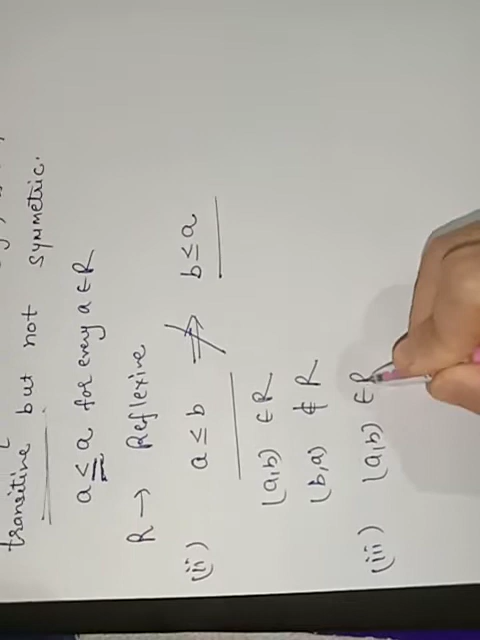 transitive but not symmetric.
a ≤ a for every a ∈ R
R → Reflexive
(ii) a ≤ b ⇏ b ≤ a
(a,b) ∈ R
(b,a) ∉ R
(iii) (a,b) ∈ R